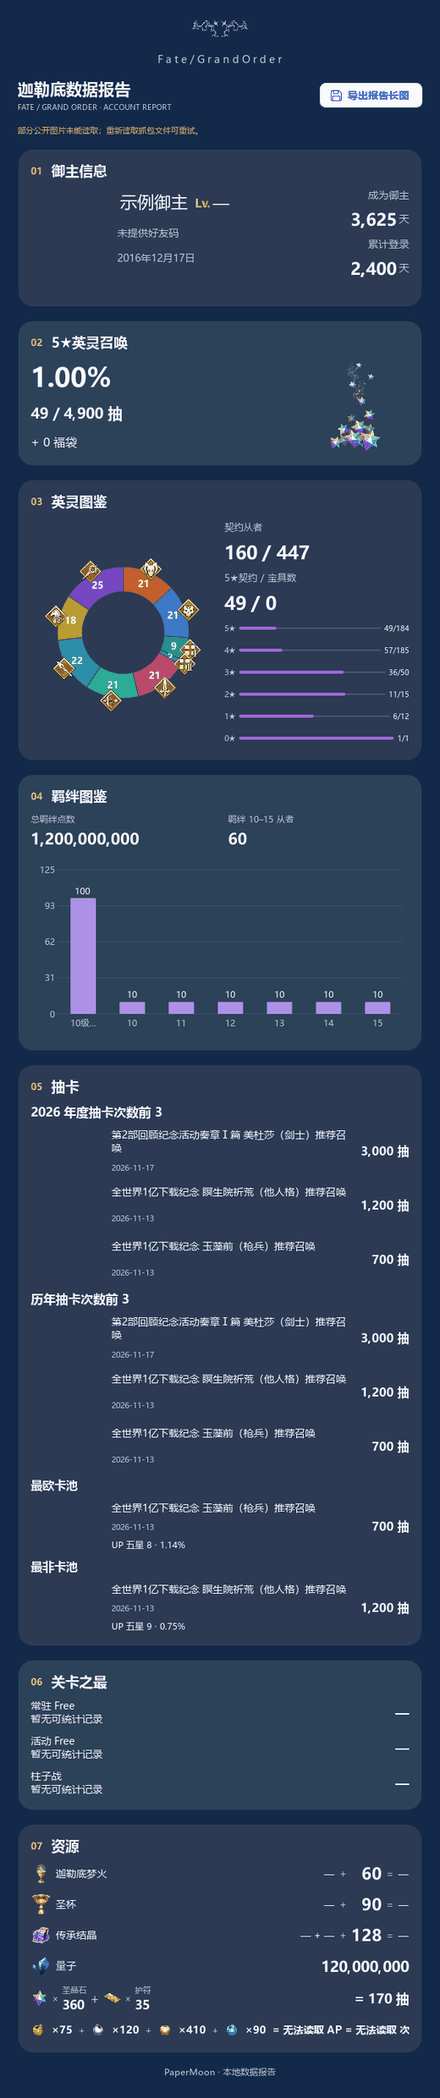 Fate/GrandOrder
迦勒底数据报告
FATE / GRAND ORDER · ACCOUNT REPORT
导出报告长图
部分公开图片未能读取；重新读取抓包文件可重试。
01 御主信息
示例御主 Lv. —
未提供好友码
2016年12月17日
成为御主
3,625 天
累计登录
2,400 天
02 5★英灵召唤
1.00%
49 / 4,900 抽
+ 0 福袋
03 英灵图鉴
21
21
9
21
21
22
18
25
契约从者
160 / 447
5★契约 / 宝具数
49 / 0
5★ 49/184
4★ 57/185
3★ 36/50
2★ 11/15
1★ 6/12
0★ 1/1
04 羁绊图鉴
总羁绊点数
1,200,000,000
羁绊 10–15 从者
60
125
93
62
31
0
100
10
10
10
10
10
10
10级...
10
11
12
13
14
15
05 抽卡
2026 年度抽卡次数前 3
第2部回顾纪念活动奏章 I 篇 美杜莎（剑士）推荐召
唤
2026-11-17
3,000 抽
全世界1亿下载纪念 瞑生院祈荒（他人格）推荐召唤
2026-11-13
1,200 抽
全世界1亿下载纪念 玉藻前（枪兵）推荐召唤
2026-11-13
700 抽
历年抽卡次数前 3
第2部回顾纪念活动奏章 I 篇 美杜莎（剑士）推荐召
唤
2026-11-17
3,000 抽
全世界1亿下载纪念 瞑生院祈荒（他人格）推荐召唤
2026-11-13
1,200 抽
全世界1亿下载纪念 玉藻前（枪兵）推荐召唤
2026-11-13
700 抽
最欧卡池
全世界1亿下载纪念 玉藻前（枪兵）推荐召唤
2026-11-13
UP 五星 8 · 1.14%
700 抽
最非卡池
全世界1亿下载纪念 瞑生院祈荒（他人格）推荐召唤
2026-11-13
UP 五星 9 · 0.75%
1,200 抽
06 关卡之最
常驻 Free
暂无可统计记录
—
活动 Free
暂无可统计记录
—
柱子战
暂无可统计记录
—
07 资源
迦勒底梦火 — + 60 = —
圣杯 — + 90 = —
传承结晶 — + — + 128 = —
量子 120,000,000
× 圣晶石 360 + × 护符 35 = 170 抽
×75 + ×120 + ×410 + ×90 = 无法读取 AP = 无法读取 次
PaperMoon · 本地数据报告